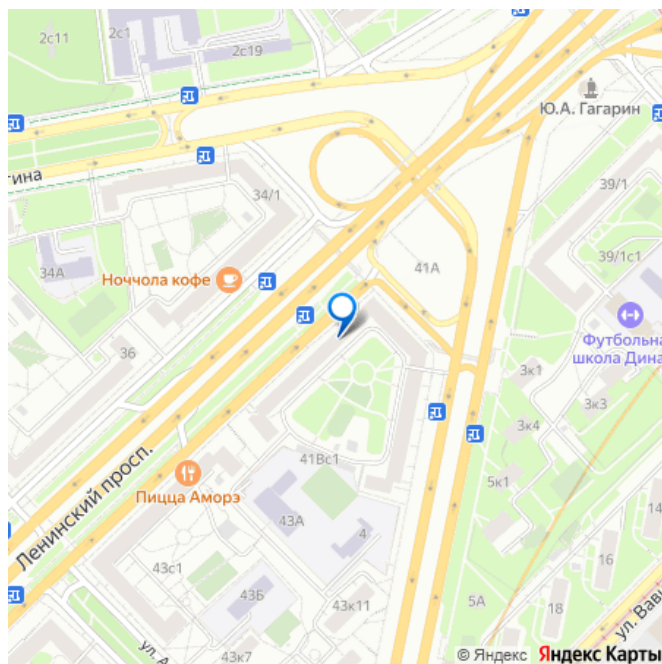 2с11
2с1
2с19
Ю.А. Гагарин
гина
34/1
39/1
34А
41А
39/1с1
Ноччола кофе
Футбольна
школа Дина
36
3к1
3к3
3к4
Ленинский просп.
41Вс1
Пицца Аморэ
5к1
43А
4
14
16
43с1
43Б
43к11
5А
18
ул. Вави
ул. А
43к7
© Яндекс Яндекс Карты